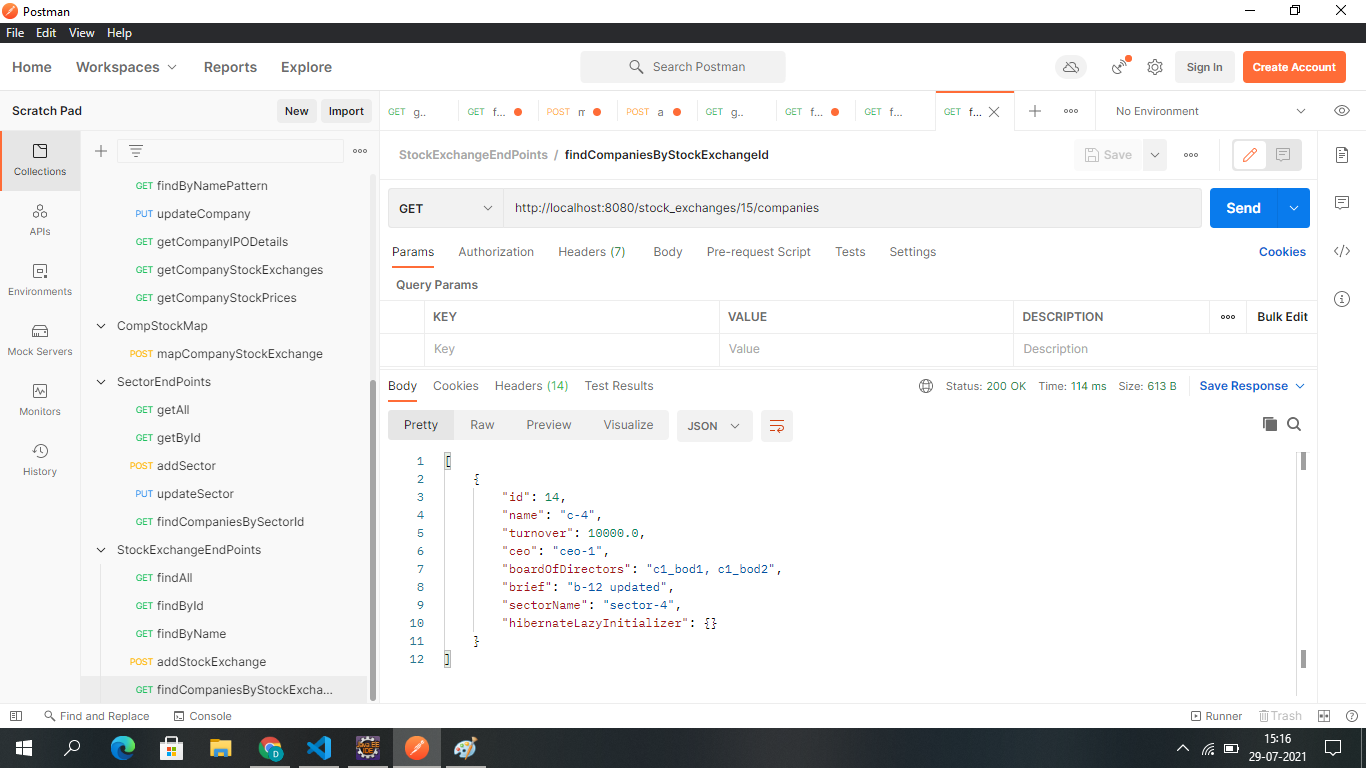 Postman
File Edit View Help
Home Workspaces Reports Explore Search Postman Sign In Create Account
Scratch Pad New Import
GET g.. GET f... POST m POST a GET g.. GET f... GET f... GET f... No Environment
Collections
APIs
Environments
Mock Servers
Monitors
History
GET findByNamePattern
PUT updateCompany
GET getCompanyIPODetails
GET getCompanyStockExchanges
GET getCompanyStockPrices
CompStockMap
POST mapCompanyStockExchange
SectorEndPoints
GET getAll
GET getById
POST addSector
PUT updateSector
GET findCompaniesBySectorId
StockExchangeEndPoints
GET findAll
GET findById
GET findByName
POST addStockExchange
GET findCompaniesByStockExcha...
StockExchangeEndPoints / findCompaniesByStockExchangeId Save
GET http://localhost:8080/stock_exchanges/15/companies Send
Params Authorization Headers (7) Body Pre-request Script Tests Settings Cookies
Query Params
KEY VALUE DESCRIPTION Bulk Edit
Key Value Description
Body Cookies Headers (14) Test Results Status: 200 OK Time: 114 ms Size: 613 B Save Response
Pretty Raw Preview Visualize JSON
1 [
2 {
3 "id": 14,
4 "name": "c-4",
5 "turnover": 10000.0,
6 "ceo": "ceo-1",
7 "boardOfDirectors": "c1_bod1, c1_bod2",
8 "brief": "b-12 updated",
9 "sectorName": "sector-4",
10 "hibernateLazyInitializer": {}
11 }
12 ]
Find and Replace Console Runner Trash
15:16
29-07-2021